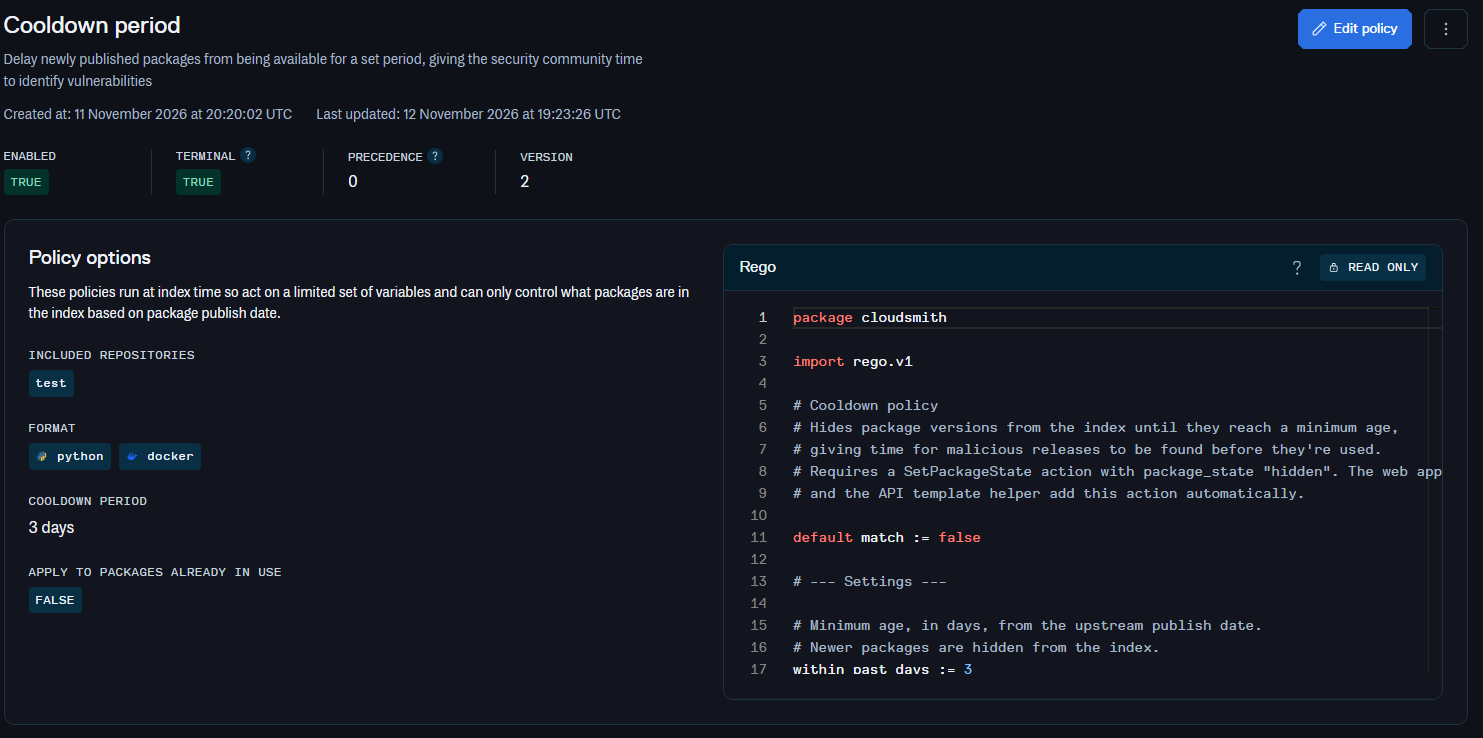 Cooldown period
Edit policy
Delay newly published packages from being available for a set period, giving the security community time
to identify vulnerabilities
Created at: 11 November 2026 at 20:20:02 UTC Last updated: 12 November 2026 at 19:23:26 UTC
ENABLED
TRUE
TERMINAL ?
TRUE
PRECEDENCE ?
0
VERSION
2
Policy options
These policies run at index time so act on a limited set of variables and can only control what packages are in
the index based on package publish date.
INCLUDED REPOSITORIES
test
FORMAT
python docker
COOLDOWN PERIOD
3 days
APPLY TO PACKAGES ALREADY IN USE
FALSE
Rego ? READ ONLY
1 package cloudsmith
2
3 import rego.v1
4
5 # Cooldown policy
6 # Hides package versions from the index until they reach a minimum age,
7 # giving time for malicious releases to be found before they're used.
8 # Requires a SetPackageState action with package_state "hidden". The web app
9 # and the API template helper add this action automatically.
10
11 default match := false
12
13 # --- Settings ---
14
15 # Minimum age, in days, from the upstream publish date.
16 # Newer packages are hidden from the index.
17 within_past_days := 3